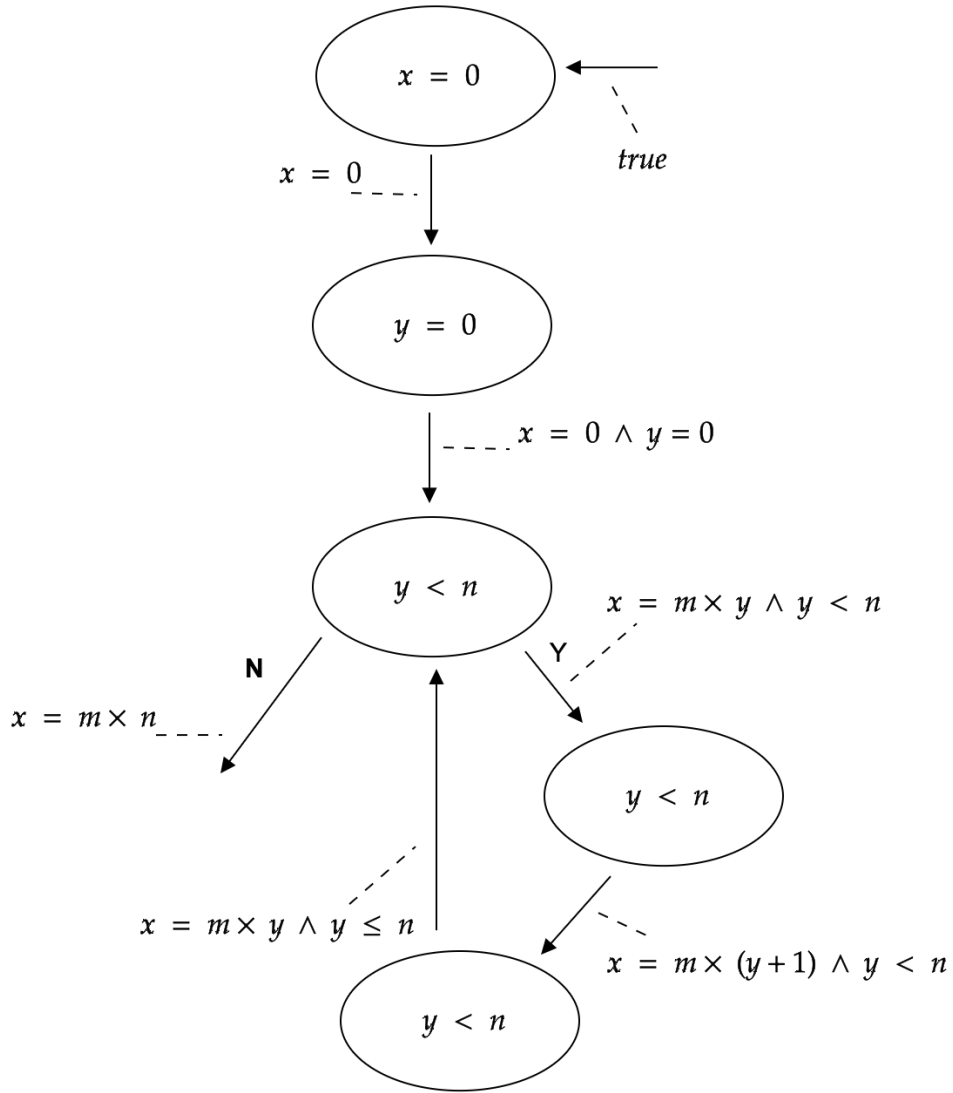 x = 0
true
x = 0
y = 0
x = 0 ∧ y = 0
y < n
x = m × y ∧ y < n
N
Y
x = m × n
y < n
x = m × y ∧ y ≤ n
x = m × (y + 1) ∧ y < n
y < n